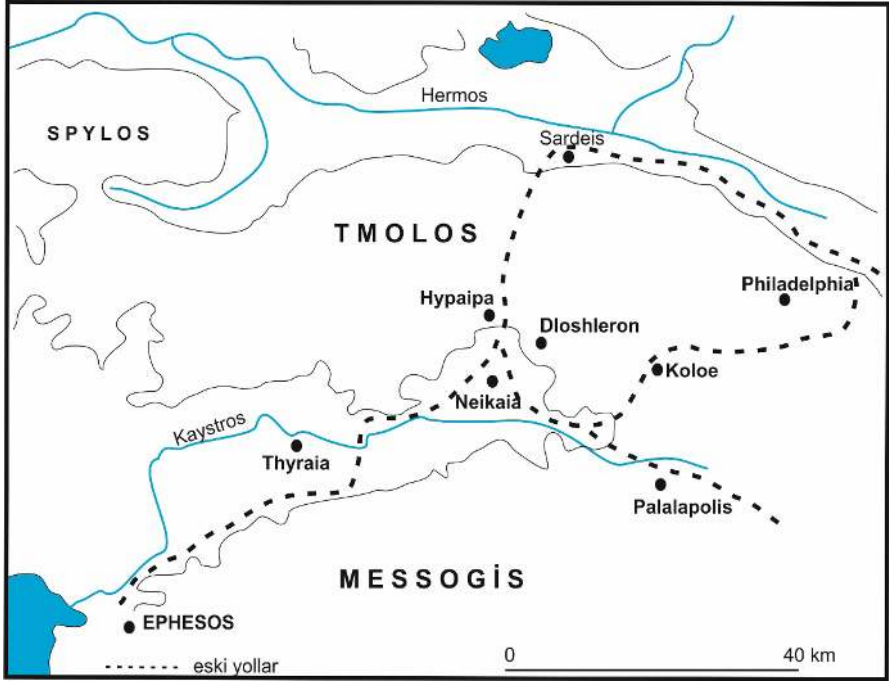 Hermos
SPYLOS
Sardeis
TMOLOS
Philadelphia
Hypaipa
Dloshleron
Koloe
Neikaia
Kaystros
Thyraia
Palalapolis
MESSOGİS
EPHESOS
eski yollar
0 40 km